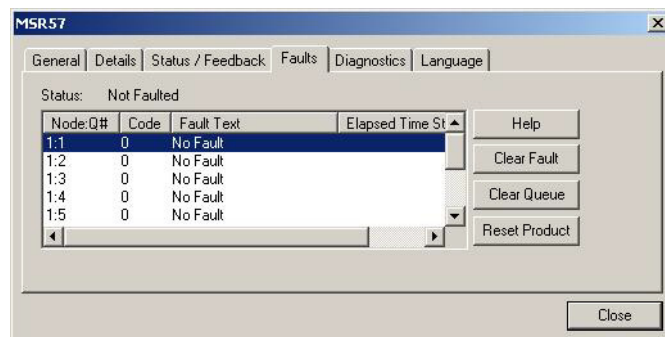 MSR57
General Details Status / Feedback Faults Diagnostics Language
Status: Not Faulted
Node:Q# Code Fault Text Elapsed Time St
1:1 0 No Fault
1:2 0 No Fault
1:3 0 No Fault
1:4 0 No Fault
1:5 0 No Fault
Help
Clear Fault
Clear Queue
Reset Product
Close